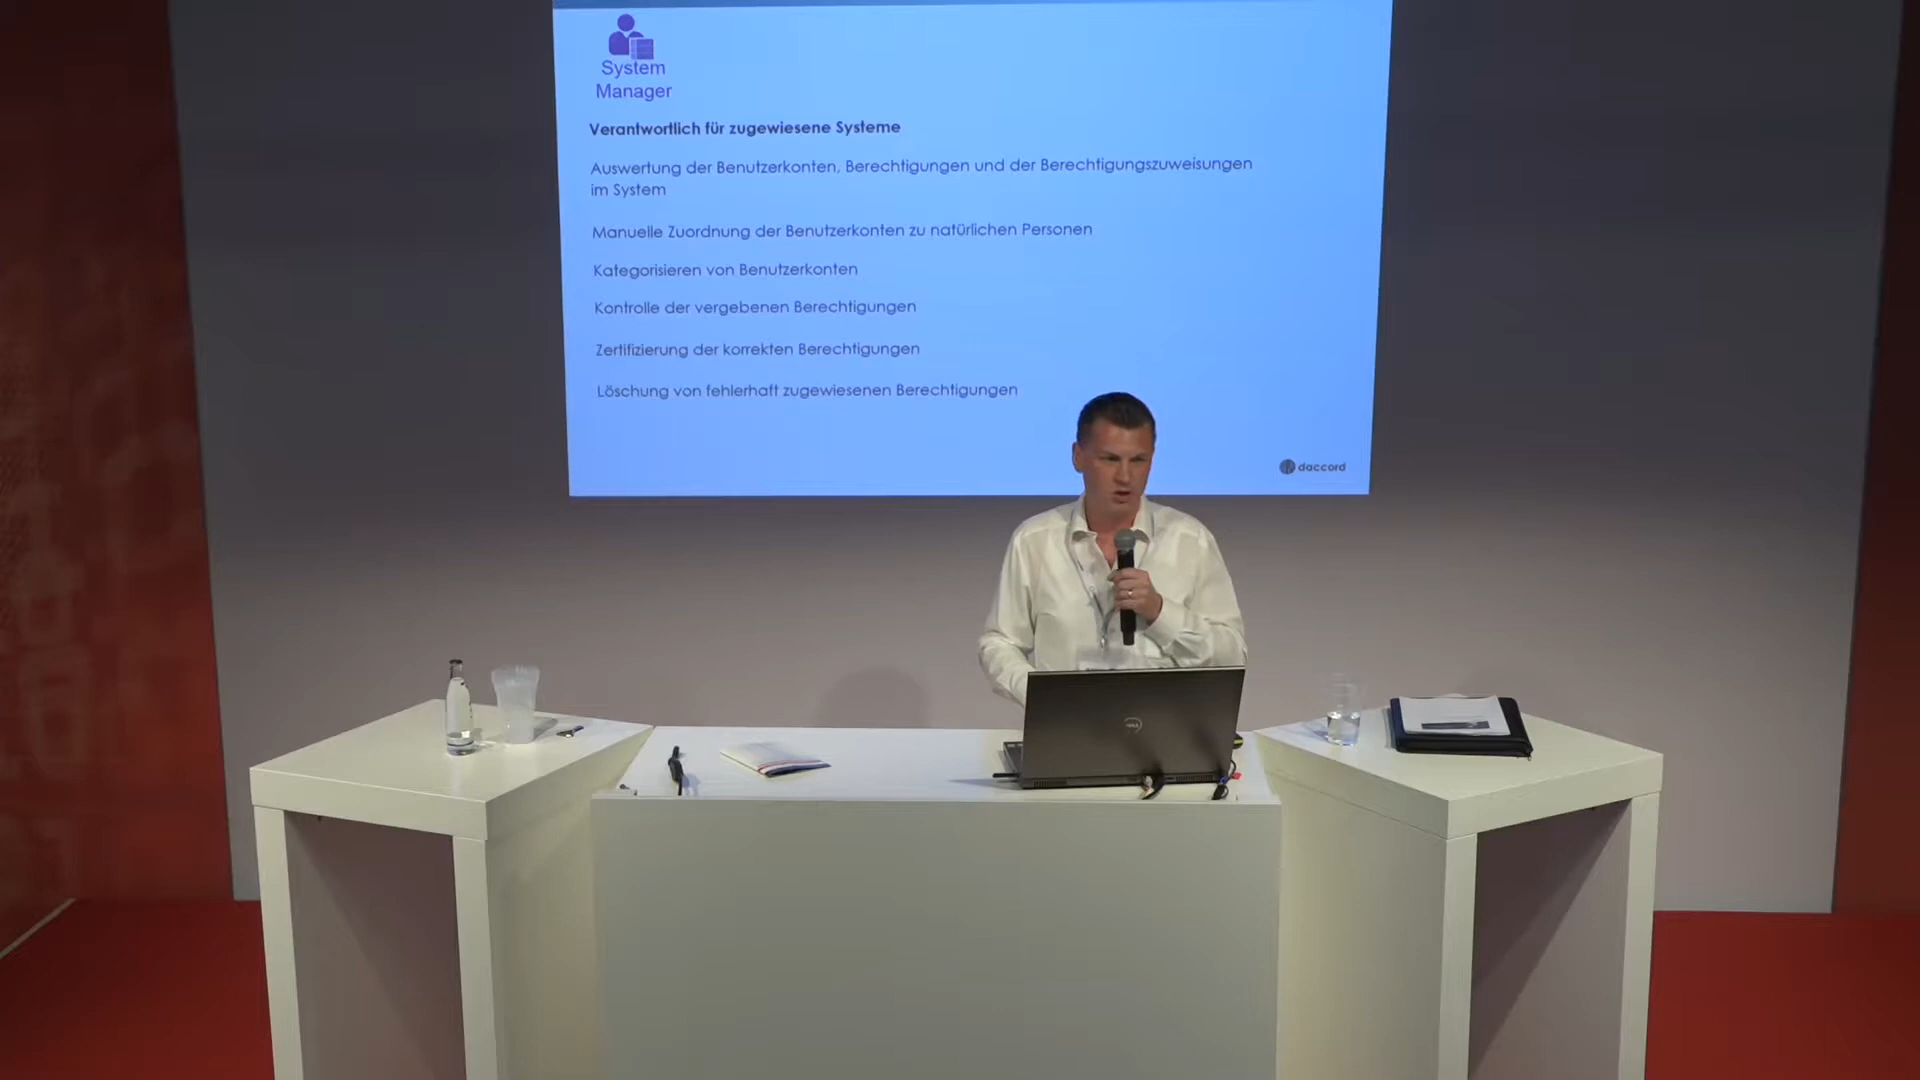 System
Manager
Verantwortlich für zugewiesene Systeme
Auswertung der Benutzerkonten, Berechtigungen und der Berechtigungszuweisungen
im System
Manuelle Zuordnung der Benutzerkonten zu natürlichen Personen
Kategorisieren von Benutzerkonten
Kontrolle der vergebenen Berechtigungen
Zertifizierung der korrekten Berechtigungen
Löschung von fehlerhaft zugewiesenen Berechtigungen
daccord
DELL